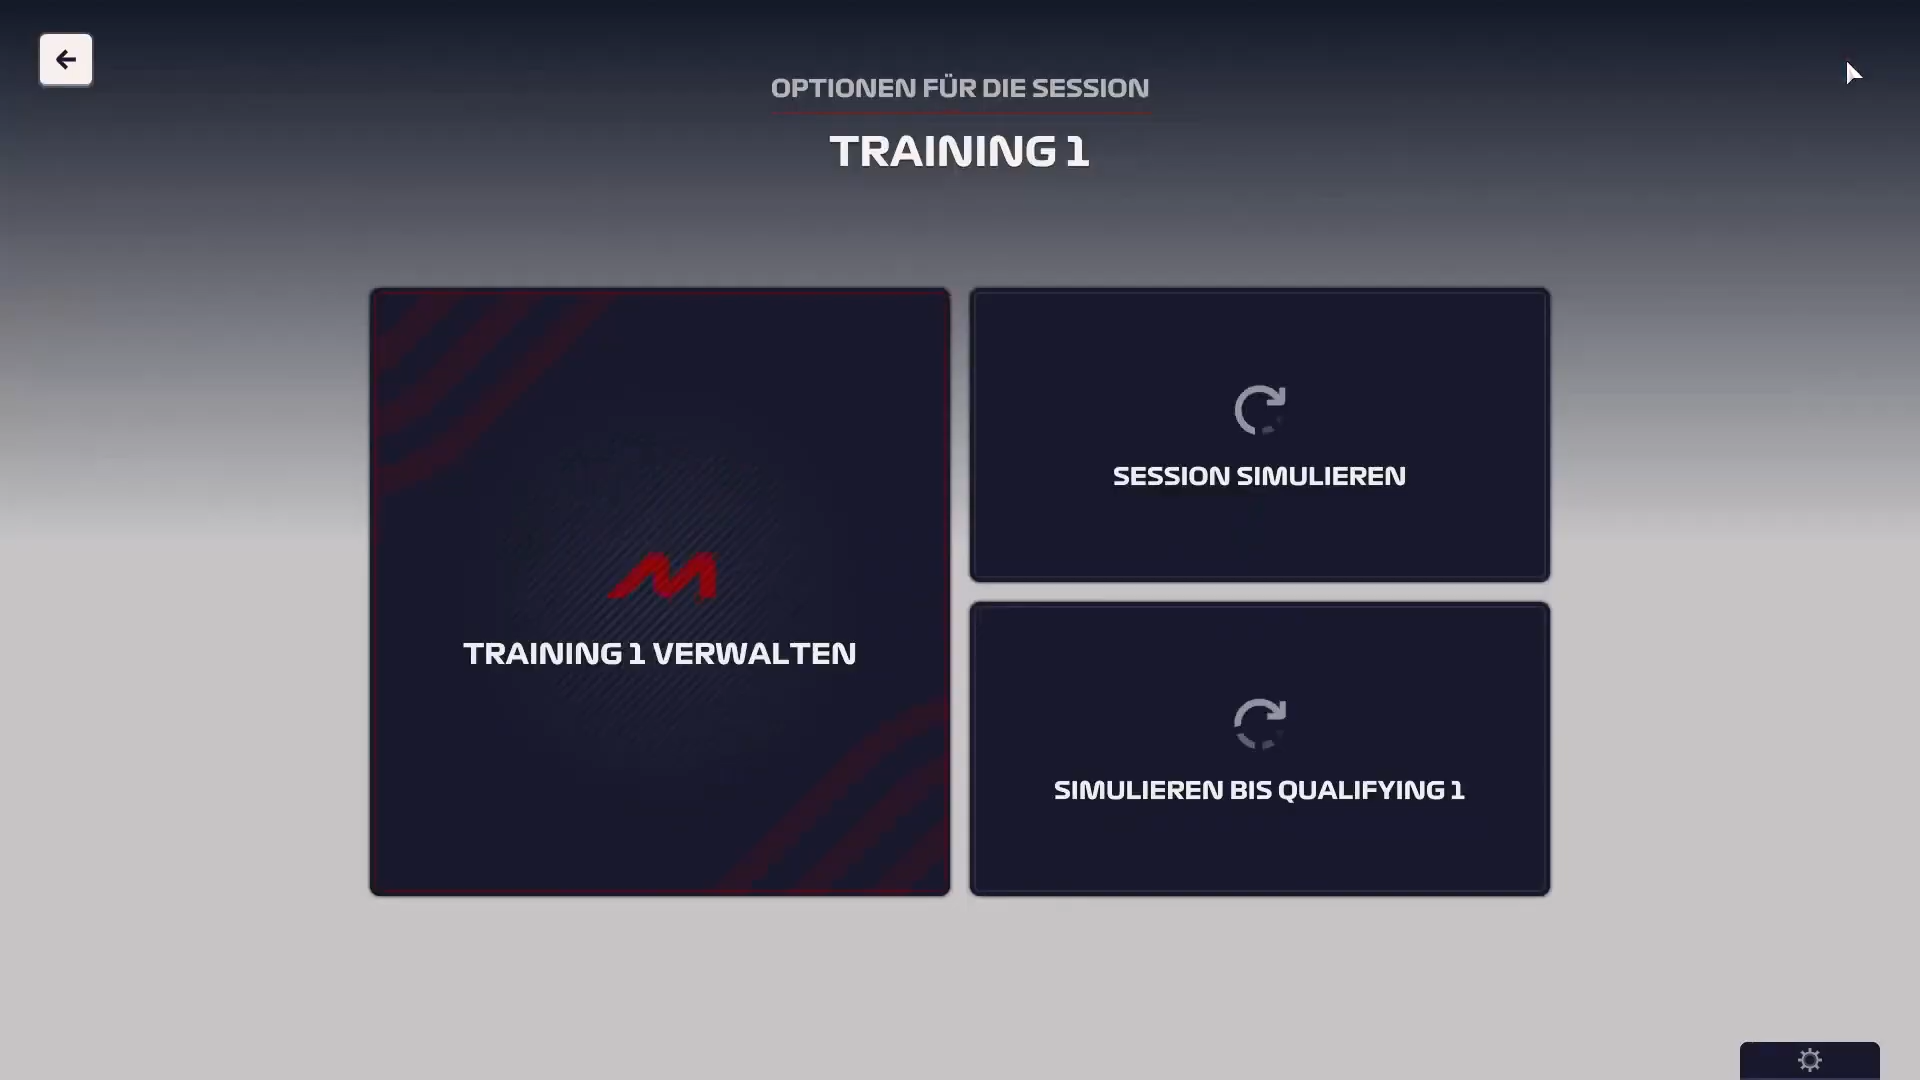 OPTIONEN FÜR DIE SESSION
TRAINING 1
TRAINING 1 VERWALTEN
SESSION SIMULIEREN
SIMULIEREN BIS QUALIFYING 1